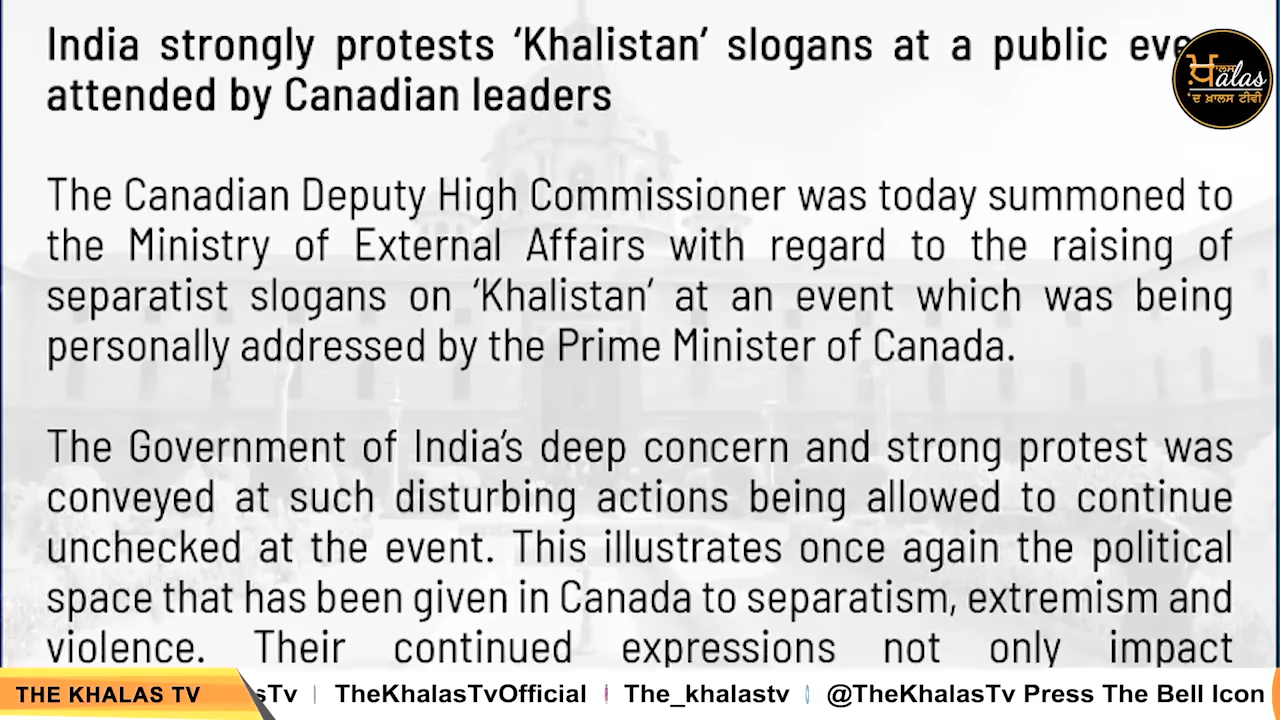 India strongly protests ‘Khalistan’ slogans at a public
attended by Canadian leaders
The Canadian Deputy High Commissioner was today summoned to
the Ministry of External Affairs with regard to the raising of
separatist slogans on ‘Khalistan’ at an event which was being
personally addressed by the Prime Minister of Canada.
The Government of India’s deep concern and strong protest was
conveyed at such disturbing actions being allowed to continue
unchecked at the event. This illustrates once again the political
space that has been given in Canada to separatism, extremism and
violence. Their continued expressions not only impact
ਖ਼ਾਲਸ alas
'ਦ ਖ਼ਾਲਸ ਟੀਵੀ
THE KHALAS TV sTv | TheKhalasTvOfficial The_khalastv @TheKhalasTv Press The Bell Icon